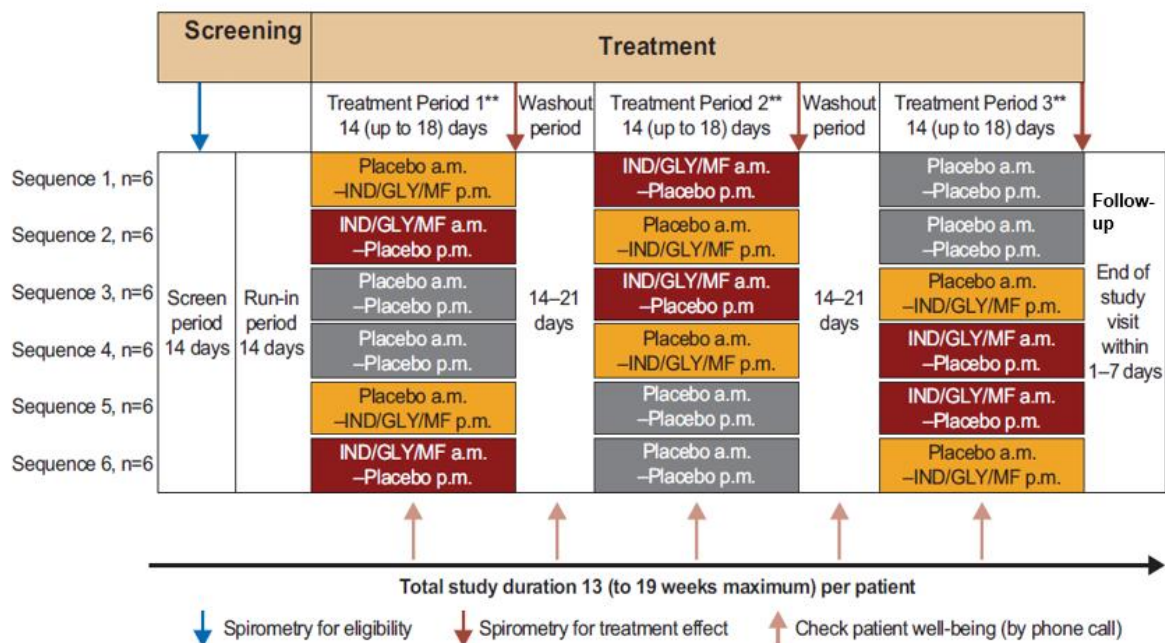 Screening
Treatment
Treatment Period 1**
14 (up to 18) days
Washout
period
Treatment Period 2**
14 (up to 18) days
Washout
period
Treatment Period 3**
14 (up to 18) days
Sequence 1, n=6
Sequence 2, n=6
Sequence 3, n=6
Sequence 4, n=6
Sequence 5, n=6
Sequence 6, n=6
Screen
period
14 days
Run-in
period
14 days
Placebo a.m.
–IND/GLY/MF p.m.
IND/GLY/MF a.m.
–Placebo p.m.
Placebo a.m.
–Placebo p.m.
Placebo a.m.
–Placebo p.m.
Placebo a.m.
–IND/GLY/MF p.m.
IND/GLY/MF a.m.
–Placebo p.m.
14–21
days
IND/GLY/MF a.m.
–Placebo p.m.
Placebo a.m.
–IND/GLY/MF p.m.
IND/GLY/MF a.m.
–Placebo p.m
Placebo a.m.
–IND/GLY/MF p.m.
Placebo a.m.
–Placebo p.m.
Placebo a.m.
–Placebo p.m.
14–21
days
Placebo a.m.
–Placebo p.m.
Placebo a.m.
–Placebo p.m.
Placebo a.m.
–IND/GLY/MF p.m.
IND/GLY/MF a.m.
–Placebo p.m.
IND/GLY/MF a.m.
–Placebo p.m.
Placebo a.m.
–IND/GLY/MF p.m.
Follow-
up
End of
study
visit
within
1–7 days
Total study duration 13 (to 19 weeks maximum) per patient
Spirometry for eligibility
Spirometry for treatment effect
Check patient well-being (by phone call)